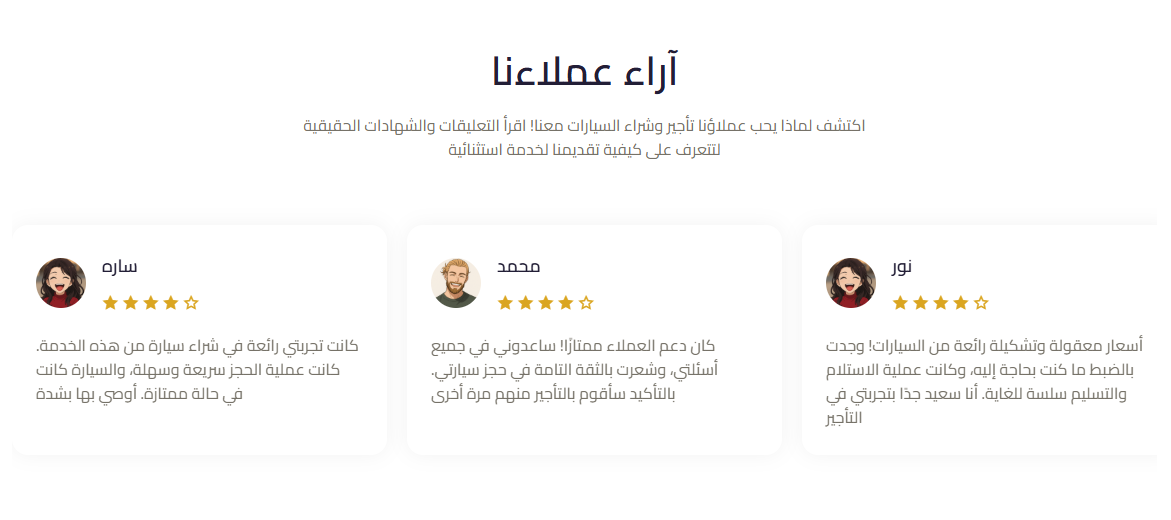 آراء عملاءنا
اكتشف لماذا يحب عملاؤنا تأجير وشراء السيارات معنا! اقرأ التعليقات والشهادات الحقيقية
لتتعرف على كيفية تقديمنا لخدمة استثنائية
ساره
كانت تجربتي رائعة في شراء سيارة من هذه الخدمة.
كانت عملية الحجز سريعة وسهلة، والسيارة كانت
في حالة ممتازة. أوصي بها بشدة
محمد
كان دعم العملاء ممتازًا! ساعدوني في جميع
أسئلتي، وشعرت بالثقة التامة في حجز سيارتي.
بالتأكيد سأقوم بالتأجير منهم مرة أخرى
نور
أسعار معقولة وتشكيلة رائعة من السيارات! وجدت
بالضبط ما كنت بحاجة إليه، وكانت عملية الاستلام
والتسليم سلسة للغاية. أنا سعيد جدًا بتجربتي في
التأجير